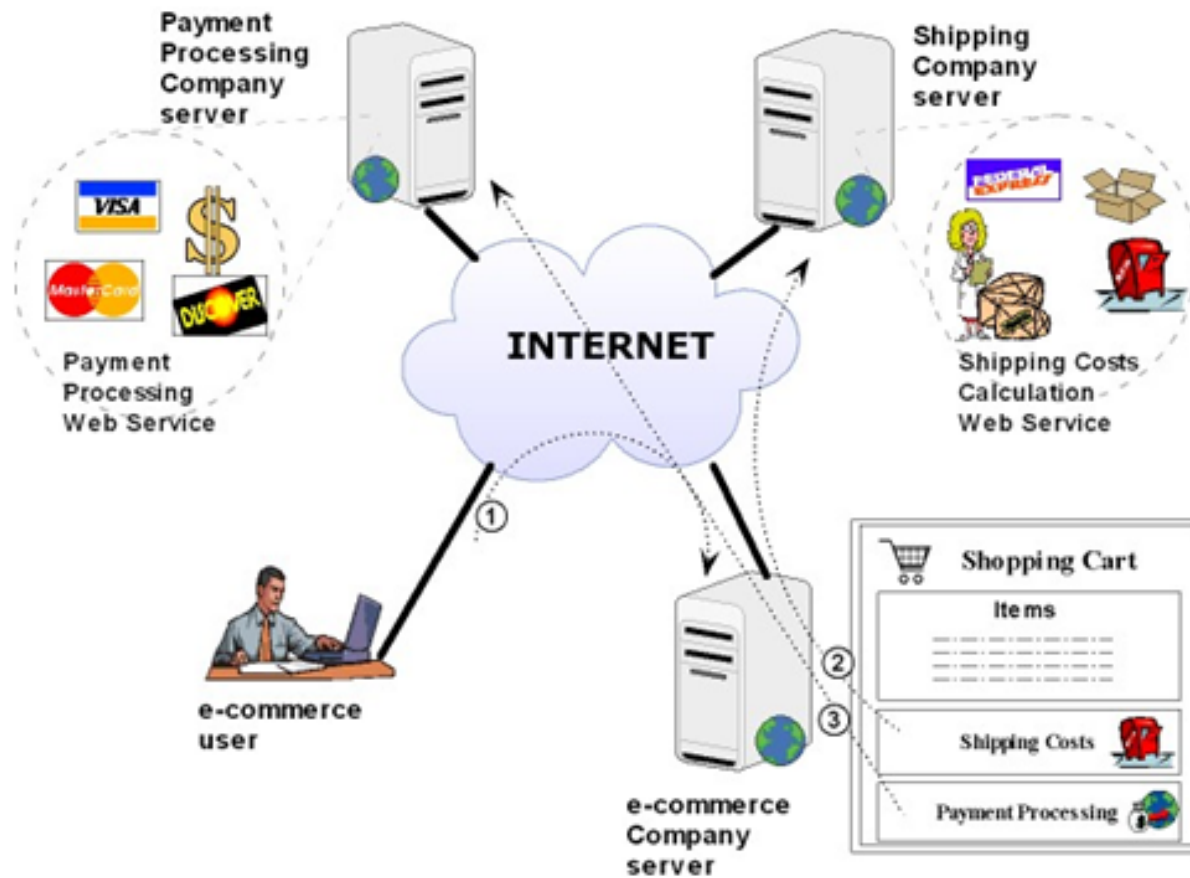 Payment
Processing
Company
server
Shipping
Company
server
VISA
$
MasterCard
DISCOVER
Payment
Processing
Web Service
FEDERAL
EXPRESS
Shipping Costs
Calculation
Web Service
INTERNET
1
e-commerce
user
2
3
e-commerce
Company
server
Shopping Cart
Items
Shipping Costs
Payment Processing
$